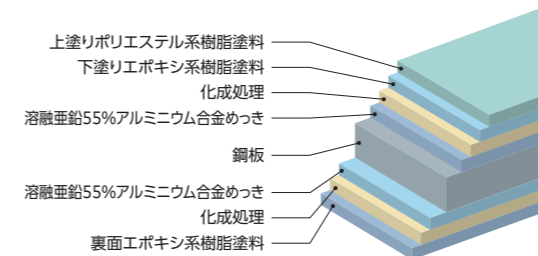 上塗りポリエステル系樹脂塗料
下塗りエポキシ系樹脂塗料
化成処理
溶融亜鉛55%アルミニウム合金めっき
鋼板
溶融亜鉛55%アルミニウム合金めっき
化成処理
裏面エポキシ系樹脂塗料